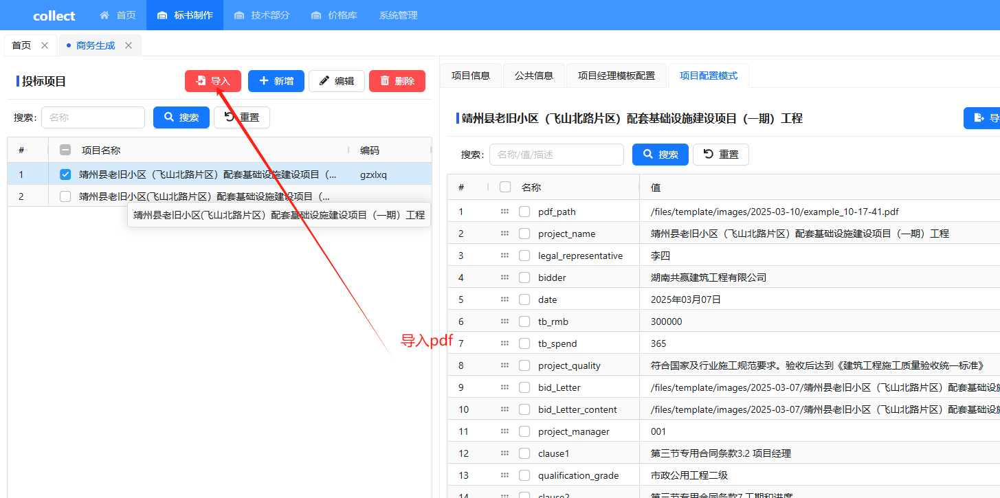 collect 首页 标书制作 技术部分 价格库 系统管理
首页 商务生成
投标项目 导入 新增 编辑 删除
搜索: 名称 搜索 重置
# 项目名称 编码
1 靖州县老旧小区（飞山北路片区）配套基础设施建设项目（... gzxlxq
2 靖州县老旧小区(飞山北路片区）配套基础设施建设项目（...
靖州县老旧小区(飞山北路片区）配套基础设施建设项目（一期）工程
导入pdf
项目信息 公共信息 项目经理模板配置 项目配置模式
靖州县老旧小区（飞山北路片区）配套基础设施建设项目（一期）工程 导
搜索: 名称/值/描述 搜索 重置
# 名称 值
1 pdf_path /files/template/images/2025-03-10/example_10-17-41.pdf
2 project_name 靖州县老旧小区（飞山北路片区）配套基础设施建设项目（一期）工程
3 legal_representative 李四
4 bidder 湖南共赢建筑工程有限公司
5 date 2025年03月07日
6 tb_rmb 300000
7 tb_spend 365
8 project_quality 符合国家及行业施工规范要求。验收后达到《建筑工程施工质量验收统一标准》
9 bid_Letter /files/template/images/2025-03-07/靖州县老旧小区（飞山北路片区）配套基础设
10 bid_Letter_content /files/template/images/2025-03-07/靖州县老旧小区（飞山北路片区）配套基础设
11 project_manager 001
12 clause1 第三节专用合同条款3.2 项目经理
13 qualification_grade 市政公用工程二级
14 clause2 第三节专用合同条款7.工期和进度